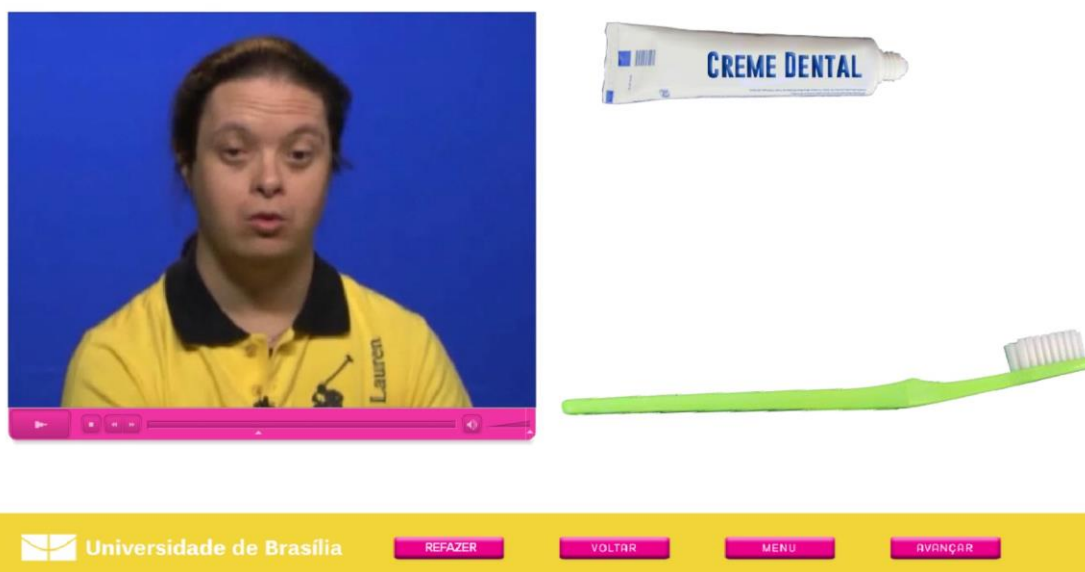 CREME DENTAL
Lauren
Universidade de Brasília
REFAZER
VOLTAR
MENU
AVANÇAR